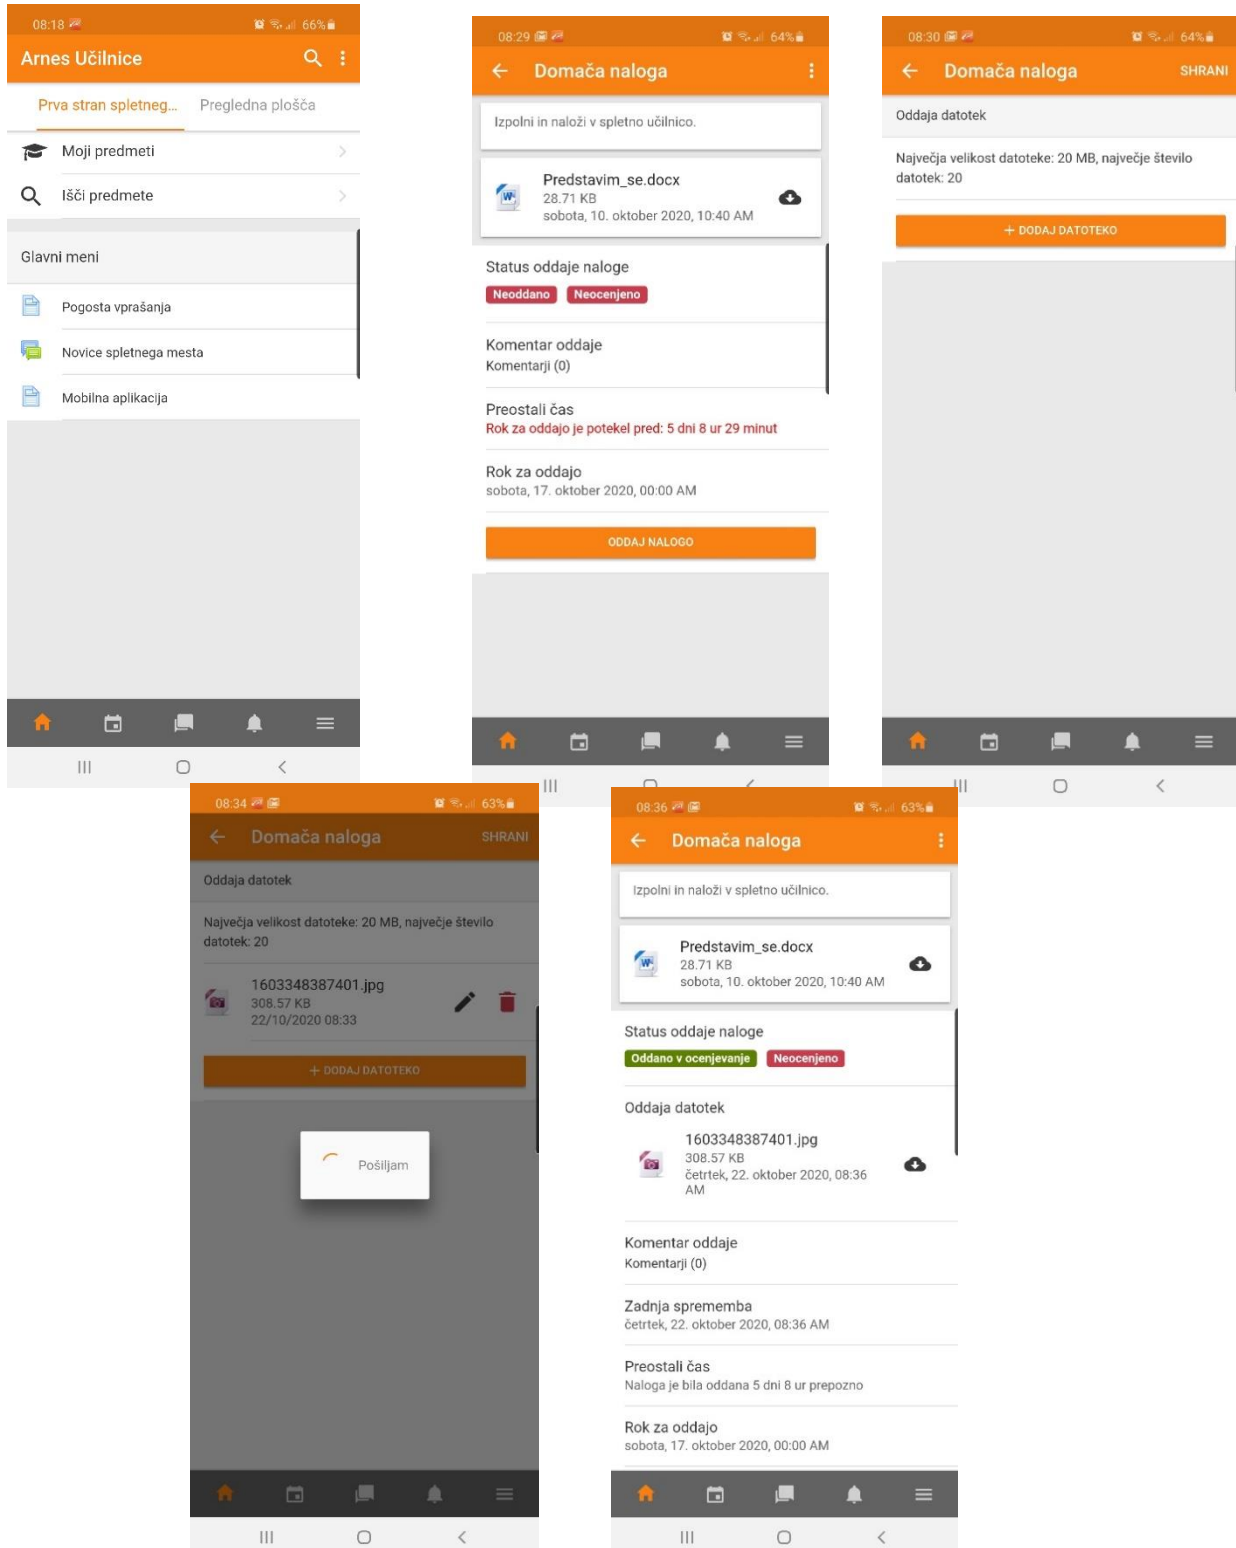 08:18
66%
Arnes Učilnice
Prva stran spletneg...
Pregledna plošča
Moji predmeti
Išči predmete
Glavni meni
Pogosta vprašanja
Novice spletnega mesta
Mobilna aplikacija
08:29
64%
Domača naloga
Izpolni in naloži v spletno učilnico.
Predstavim_se.docx
28.71 KB
sobota, 10. oktober 2020, 10:40 AM
Status oddaje naloge
Neoddano Neocenjeno
Komentar oddaje
Komentarji (0)
Preostali čas
Rok za oddajo je potekel pred: 5 dni 8 ur 29 minut
Rok za oddajo
sobota, 17. oktober 2020, 00:00 AM
ODDAJ NALOGO
08:30
64%
Domača naloga
SHRANI
Oddaja datotek
Največja velikost datoteke: 20 MB, največje število
datotek: 20
+ DODAJ DATOTEKO
08:34
63%
Domača naloga
SHRANI
Oddaja datotek
Največja velikost datoteke: 20 MB, največje število
datotek: 20
1603348387401.jpg
308.57 KB
22/10/2020 08:33
+ DODAJ DATOTEKO
Pošiljam
08:36
63%
Domača naloga
Izpolni in naloži v spletno učilnico.
Predstavim_se.docx
28.71 KB
sobota, 10. oktober 2020, 10:40 AM
Status oddaje naloge
Oddano v ocenjevanje Neocenjeno
Oddaja datotek
1603348387401.jpg
308.57 KB
četrtek, 22. oktober 2020, 08:36
AM
Komentar oddaje
Komentarji (0)
Zadnja sprememba
četrtek, 22. oktober 2020, 08:36 AM
Preostali čas
Naloga je bila oddana 5 dni 8 ur prepozno
Rok za oddajo
sobota, 17. oktober 2020, 00:00 AM